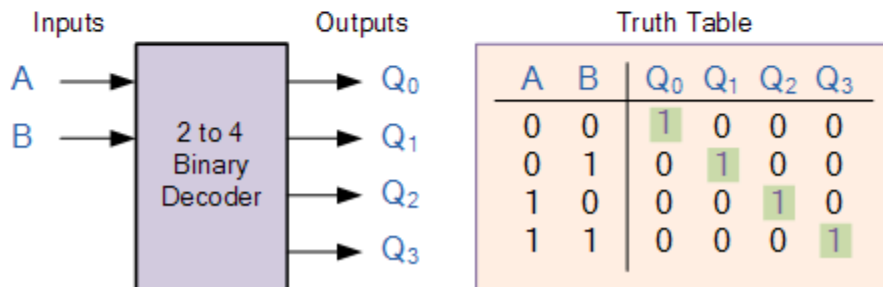 Inputs Outputs Truth Table
A Q₀
B Q₁
2 to 4
Binary
Decoder
Q₂
Q₃
A B Q₀ Q₁ Q₂ Q₃
0 0 1 0 0 0
0 1 0 1 0 0
1 0 0 0 1 0
1 1 0 0 0 1